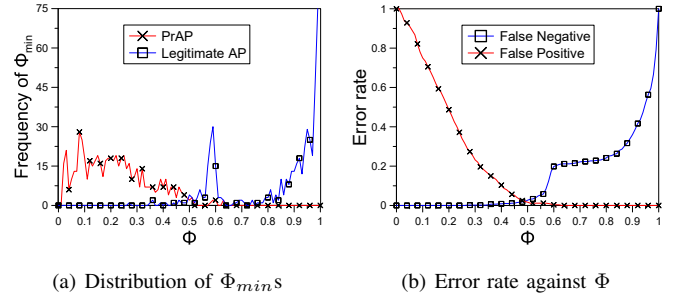 75
60
45
30
15
0
Frequency of Φmin
PrAP
Legitimate AP
0 0.1 0.2 0.3 0.4 0.5 0.6 0.7 0.8 0.9 1
Φ
(a) Distribution of Φmins
1
0.8
0.6
0.4
0.2
0
Error rate
False Negative
False Positive
0 0.1 0.2 0.3 0.4 0.5 0.6 0.7 0.8 0.9 1
Φ
(b) Error rate against Φ